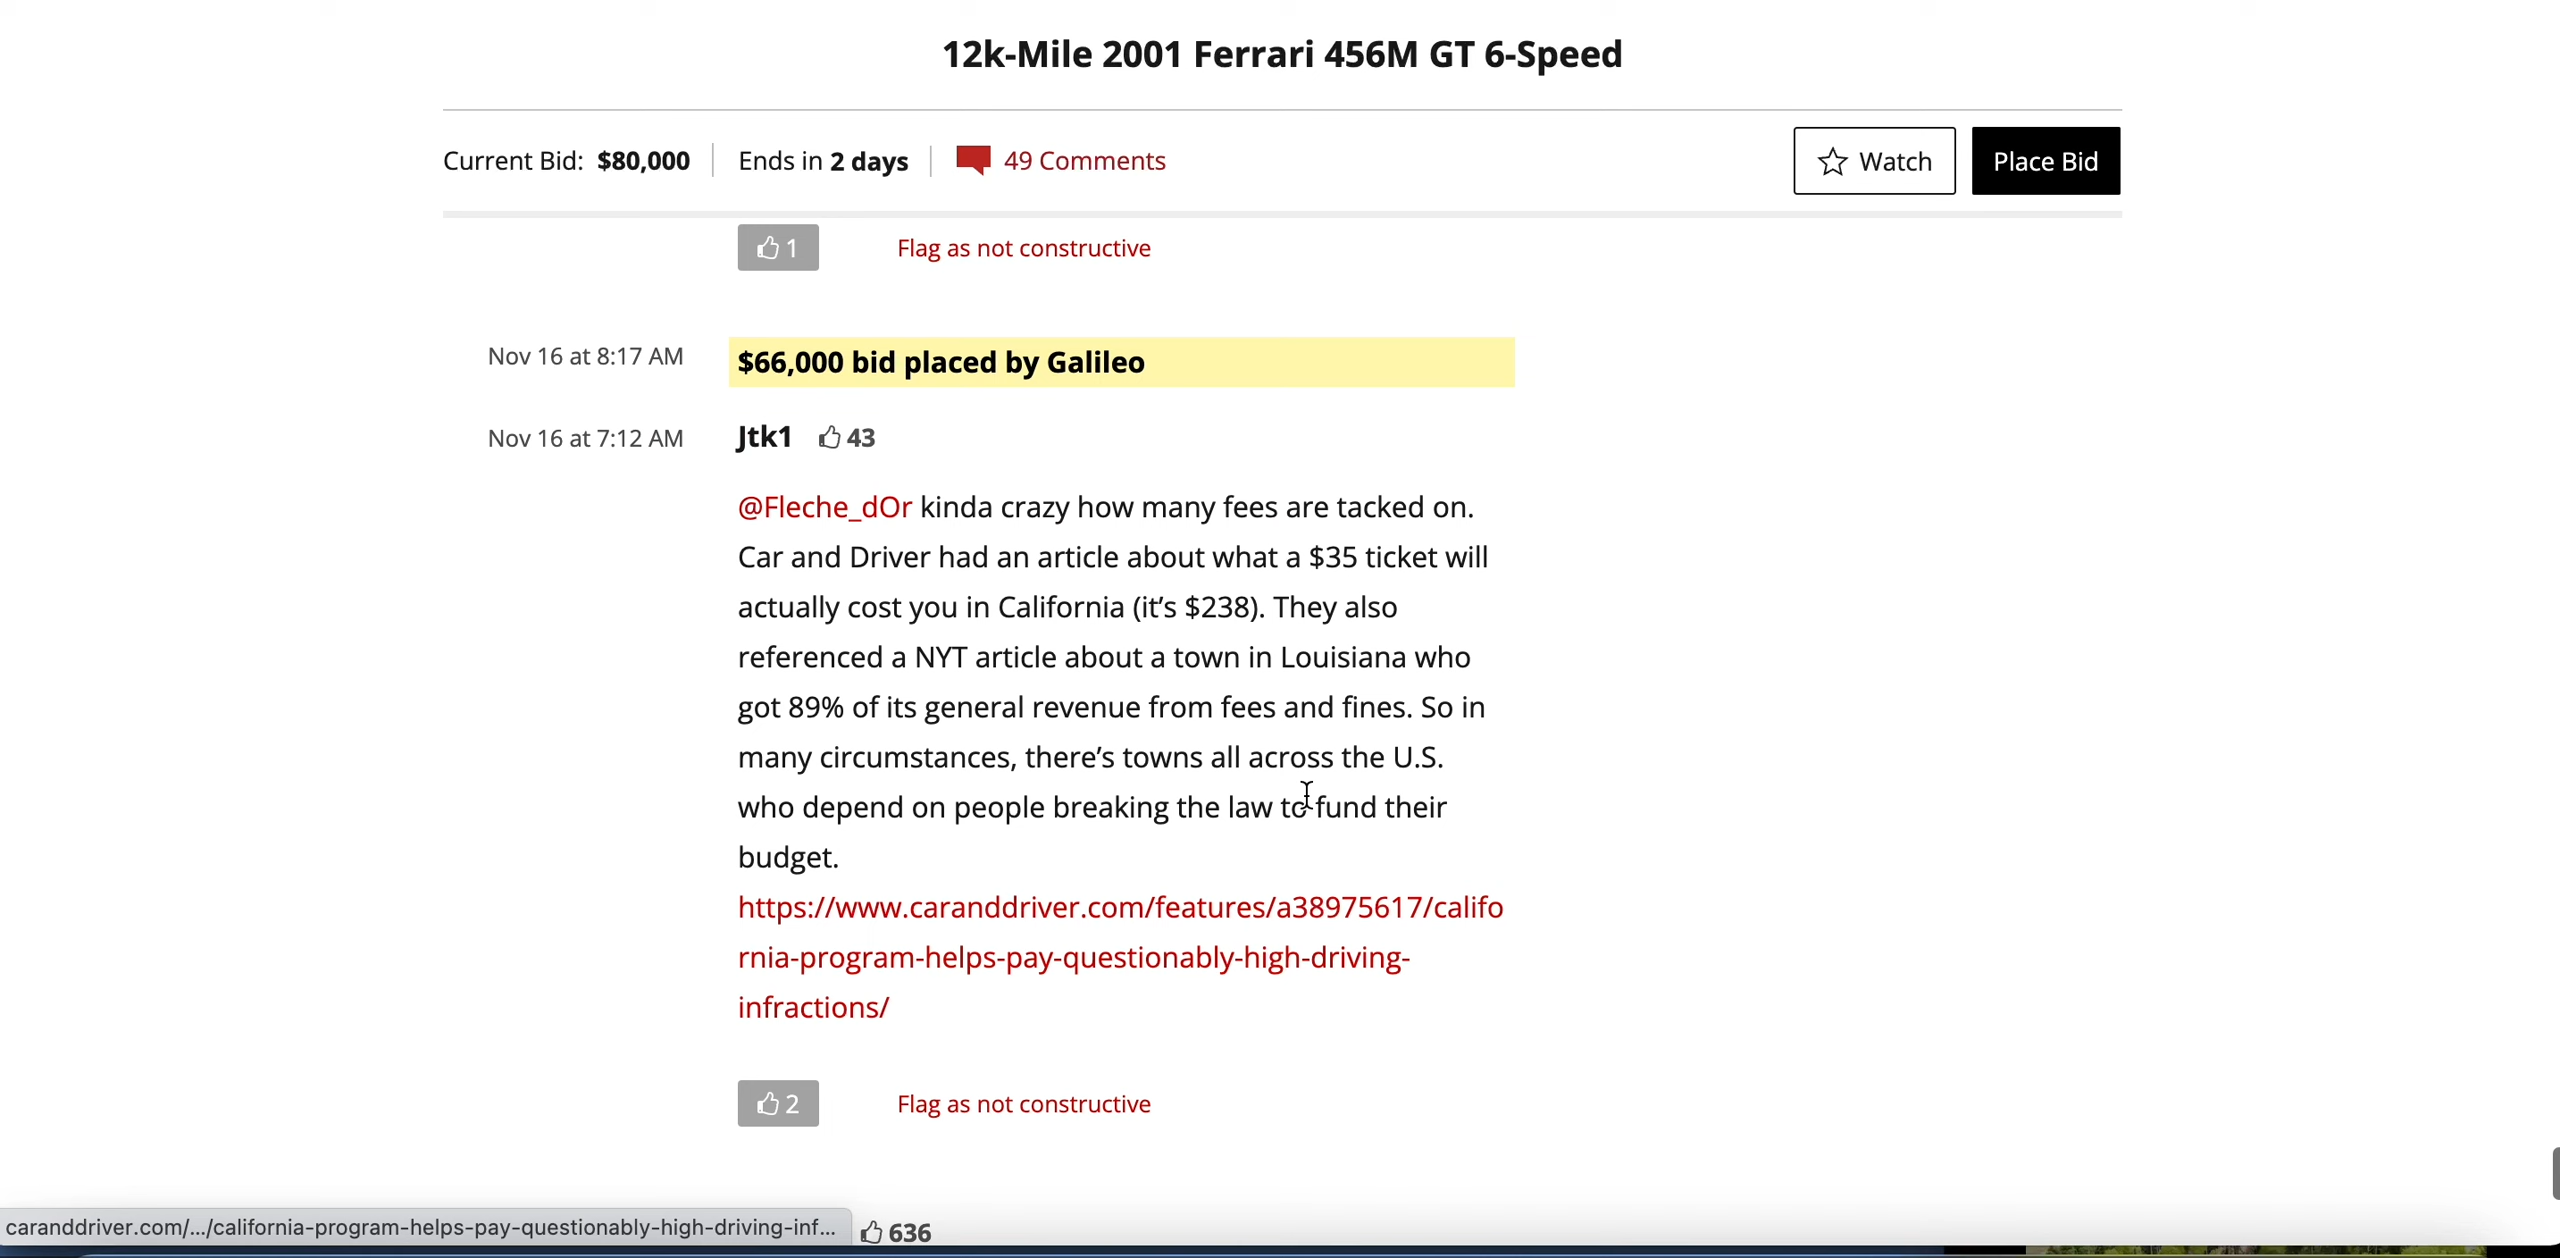 12k-Mile 2001 Ferrari 456M GT 6-Speed
Current Bid: $80,000 Ends in 2 days 49 Comments Watch Place Bid
1 Flag as not constructive
Nov 16 at 8:17 AM $66,000 bid placed by Galileo
Nov 16 at 7:12 AM Jtk1 43
@Fleche_dOr kinda crazy how many fees are tacked on.
Car and Driver had an article about what a $35 ticket will
actually cost you in California (it’s $238). They also
referenced a NYT article about a town in Louisiana who
got 89% of its general revenue from fees and fines. So in
many circumstances, there’s towns all across the U.S.
who depend on people breaking the law to fund their
budget.
https://www.caranddriver.com/features/a38975617/califo
rnia-program-helps-pay-questionably-high-driving-
infractions/
2 Flag as not constructive
caranddriver.com/.../california-program-helps-pay-questionably-high-driving-inf... 636